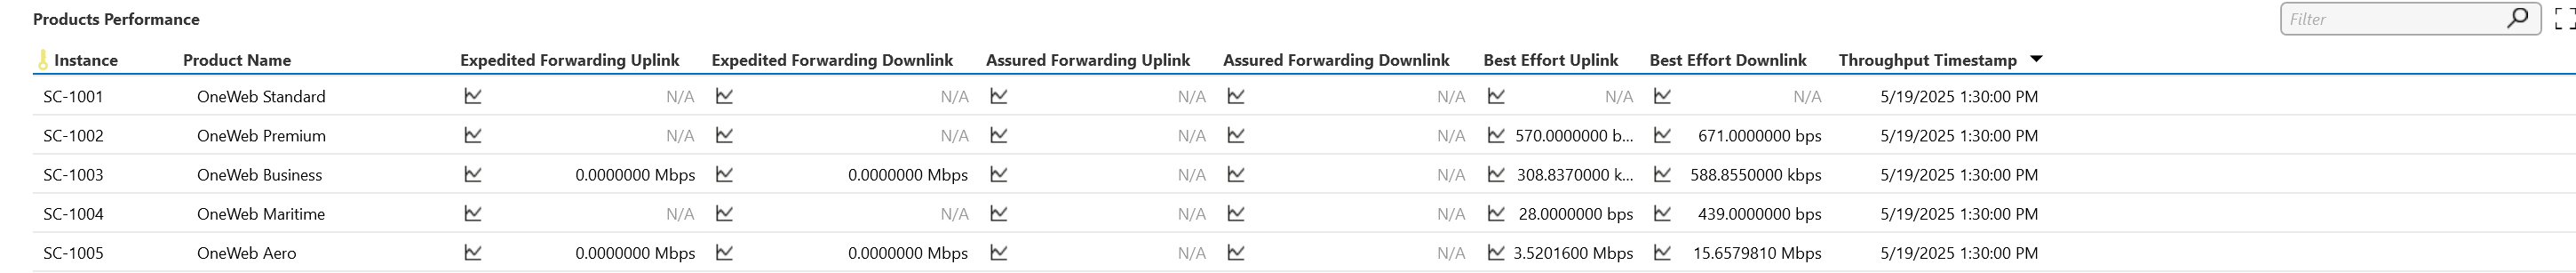 Products Performance
Filter
Instance Product Name Expedited Forwarding Uplink Expedited Forwarding Downlink Assured Forwarding Uplink Assured Forwarding Downlink Best Effort Uplink Best Effort Downlink Throughput Timestamp
SC-1001 OneWeb Standard N/A N/A N/A N/A N/A N/A 5/19/2025 1:30:00 PM
SC-1002 OneWeb Premium N/A N/A N/A N/A 570.0000000 b... 671.0000000 bps 5/19/2025 1:30:00 PM
SC-1003 OneWeb Business 0.0000000 Mbps 0.0000000 Mbps N/A N/A 308.8370000 k... 588.8550000 kbps 5/19/2025 1:30:00 PM
SC-1004 OneWeb Maritime N/A N/A N/A N/A 28.0000000 bps 439.0000000 bps 5/19/2025 1:30:00 PM
SC-1005 OneWeb Aero 0.0000000 Mbps 0.0000000 Mbps N/A N/A 3.5201600 Mbps 15.6579810 Mbps 5/19/2025 1:30:00 PM